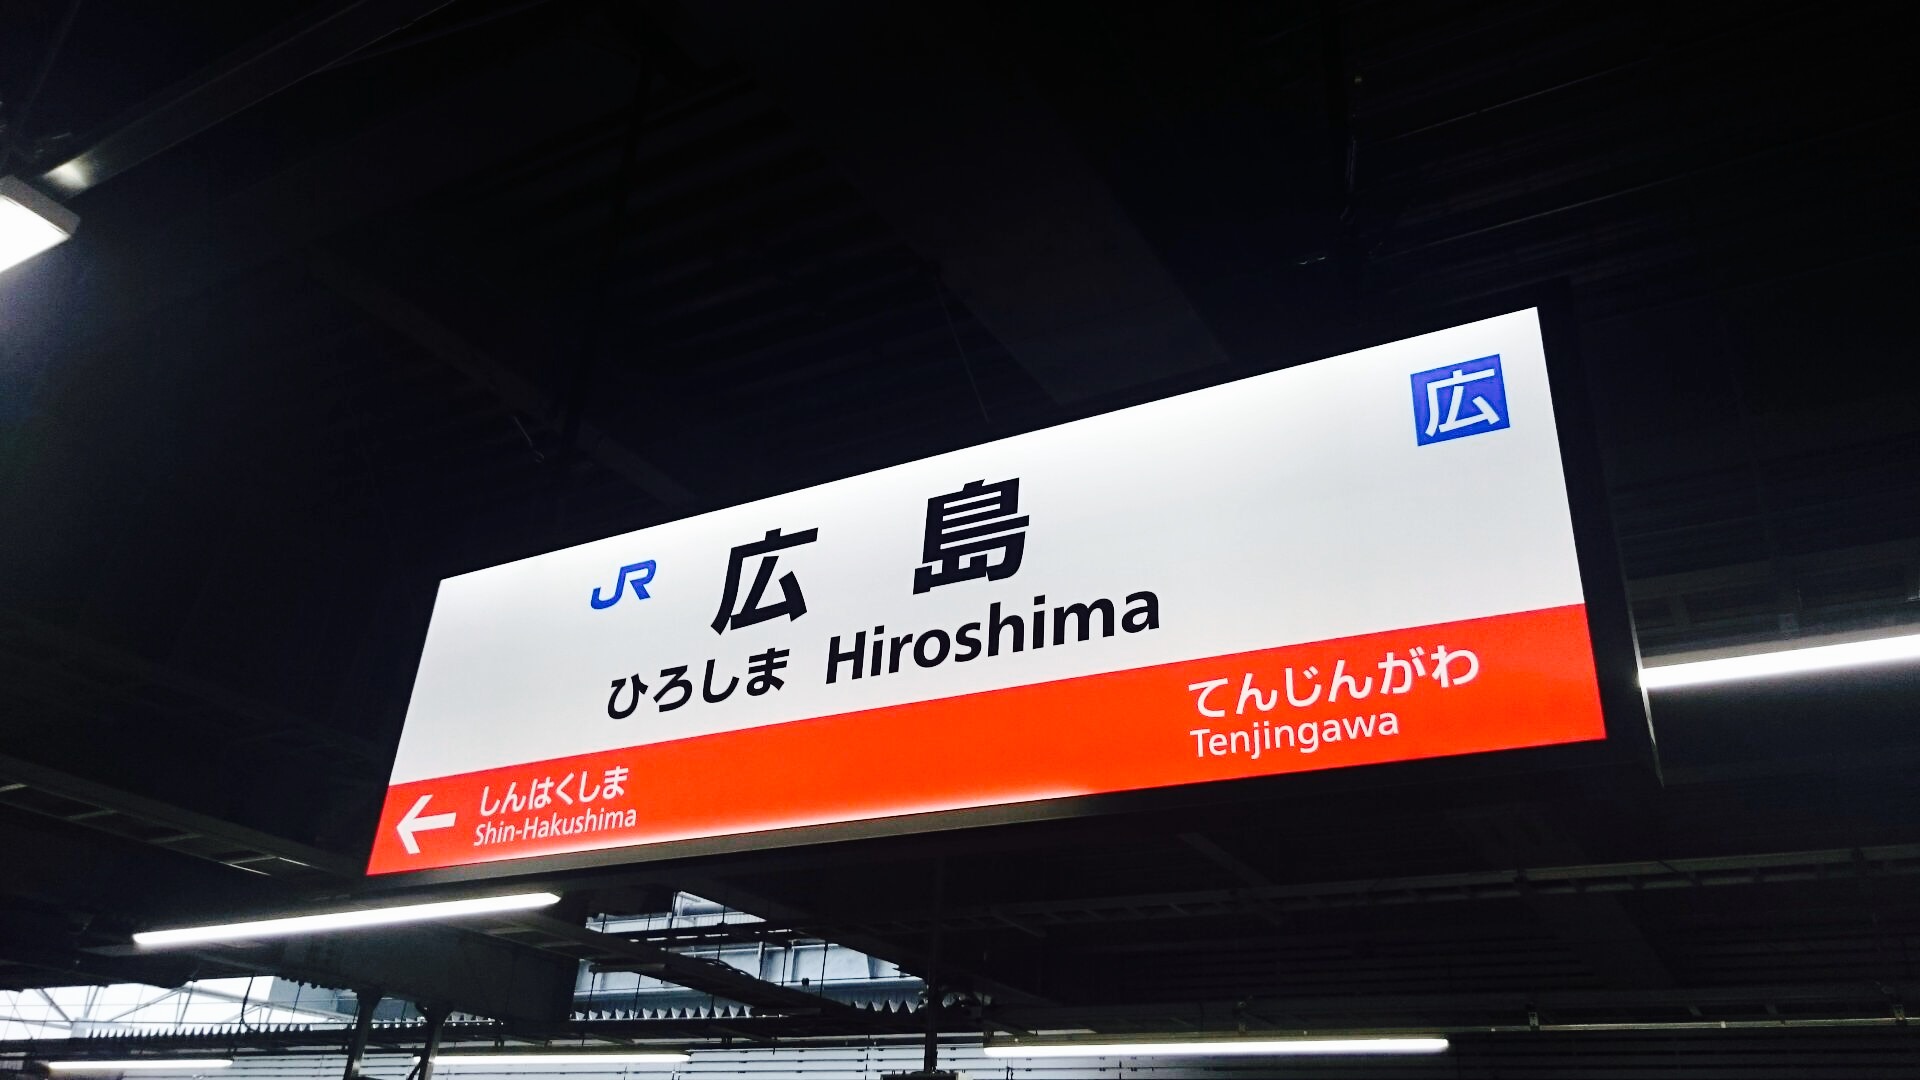 広
JR 広島
ひろしま Hiroshima
てんじんがわ
Tenjingawa
← しんはくしま
Shin-Hakushima